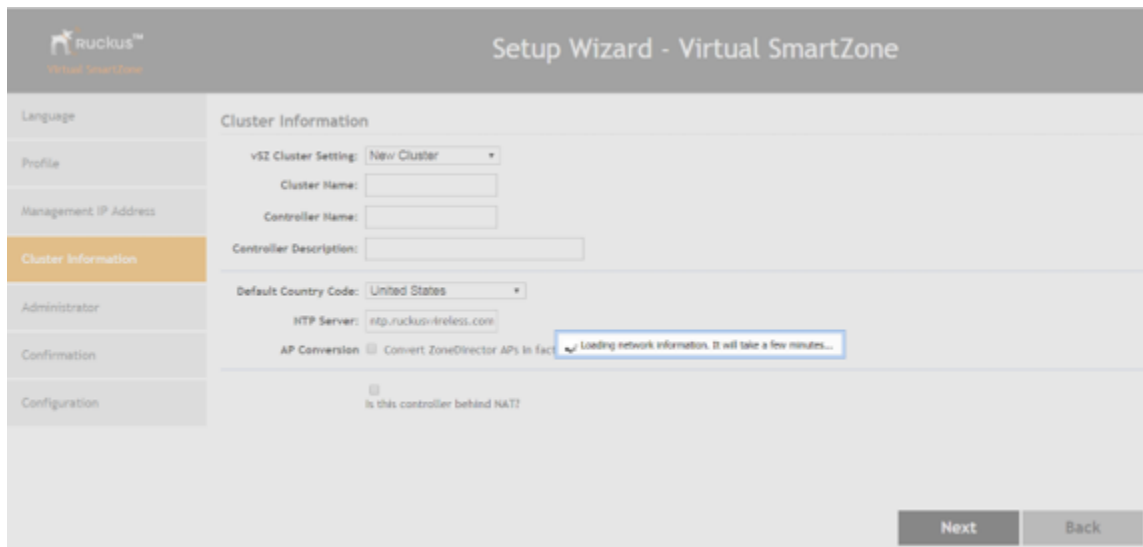 Ruckus™
Virtual SmartZone
Setup Wizard - Virtual SmartZone
Language
Profile
Management IP Address
Cluster Information
Administrator
Confirmation
Configuration
Cluster Information
vSZ Cluster Setting: New Cluster
Cluster Name:
Controller Name:
Controller Description:
Default Country Code: United States
NTP Server: ntp.ruckuswireless.com
AP Conversion Convert ZoneDirector APs in fact
Loading network information. It will take a few minutes...
Is this controller behind NAT?
Next Back